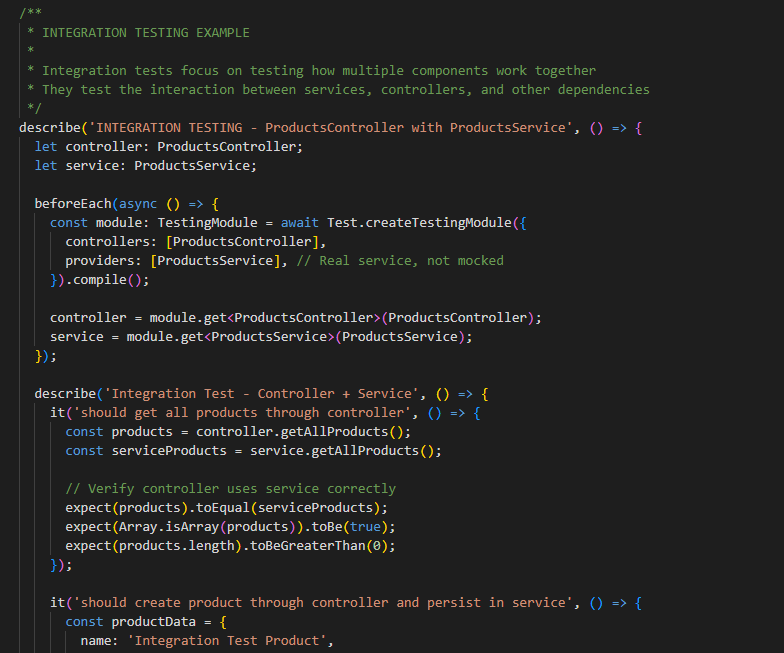 /**
 * INTEGRATION TESTING EXAMPLE
 *
 * Integration tests focus on testing how multiple components work together
 * They test the interaction between services, controllers, and other dependencies
 */
describe('INTEGRATION TESTING - ProductsController with ProductsService', () => {
  let controller: ProductsController;
  let service: ProductsService;

  beforeEach(async () => {
    const module: TestingModule = await Test.createTestingModule({
      controllers: [ProductsController],
      providers: [ProductsService], // Real service, not mocked
    }).compile();

    controller = module.get<ProductsController>(ProductsController);
    service = module.get<ProductsService>(ProductsService);
  });

  describe('Integration Test - Controller + Service', () => {
    it('should get all products through controller', () => {
      const products = controller.getAllProducts();
      const serviceProducts = service.getAllProducts();

      // Verify controller uses service correctly
      expect(products).toEqual(serviceProducts);
      expect(Array.isArray(products)).toBe(true);
      expect(products.length).toBeGreaterThan(0);
    });

    it('should create product through controller and persist in service', () => {
      const productData = {
        name: 'Integration Test Product',